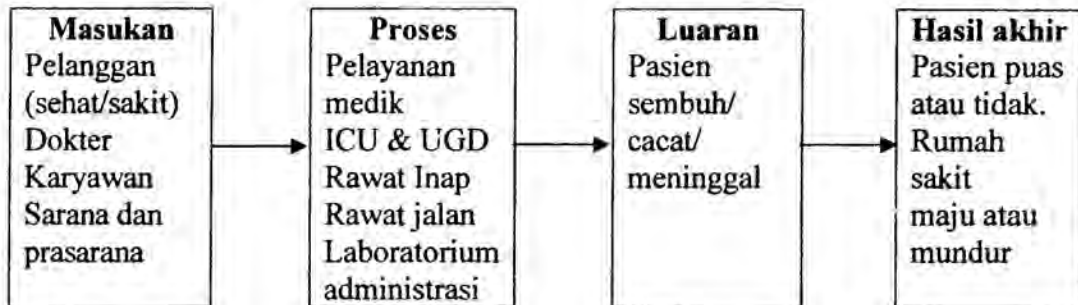 Masukan
Pelanggan
(sehat/sakit)
Dokter
Karyawan
Sarana dan
prasarana
Proses
Pelayanan
medik
ICU & UGD
Rawat Inap
Rawat jalan
Laboratorium
administrasi
Luaran
Pasien
sembuh/
cacat/
meninggal
Hasil akhir
Pasien puas
atau tidak.
Rumah
sakit
maju atau
mundur